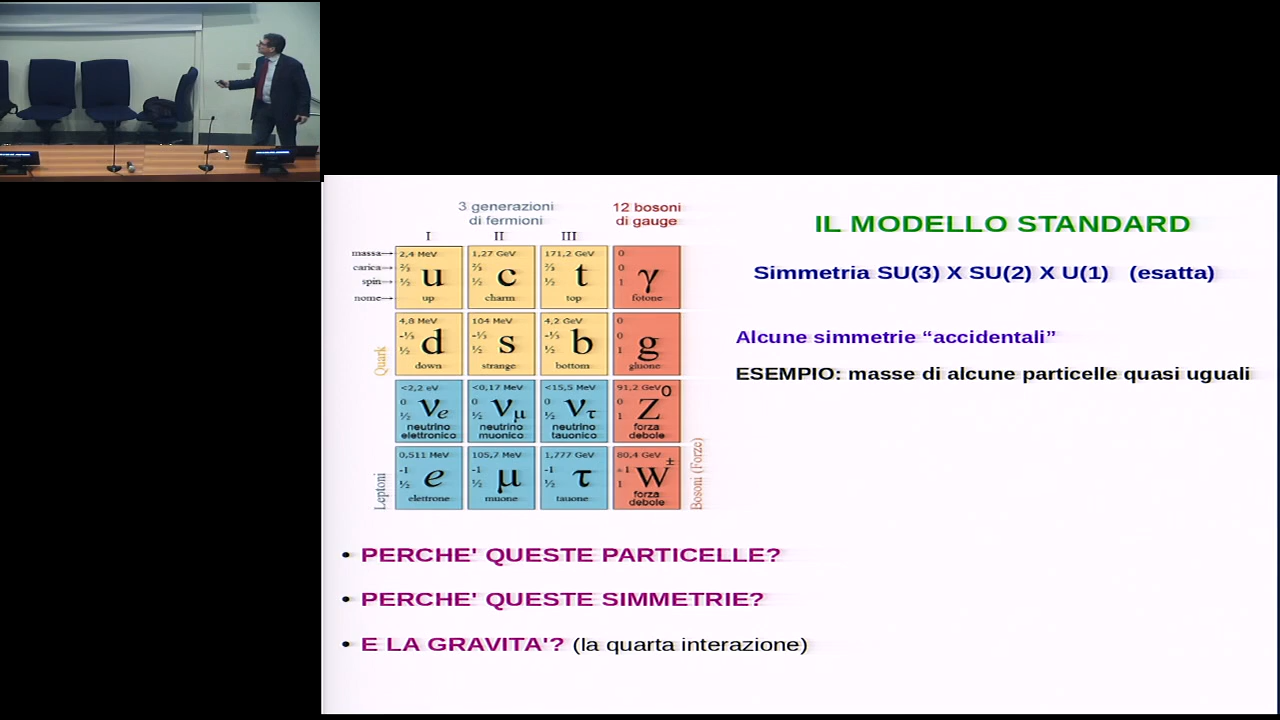 3 generazioni
di fermioni
12 bosoni
di gauge
I II III
massa→ 2,4 MeV 1,27 GeV 171,2 GeV 0
carica→ ⅔ ⅔ ⅔ 0
u c t γ
spin→ ½ ½ ½ 1
nome→ up charm top fotone
4,8 MeV 104 MeV 4,2 GeV 0
-⅓ -⅓ -⅓ 0
d s b g
½ ½ ½ 1
down strange bottom gluone
Quark
<2,2 eV <0,17 MeV <15,5 MeV 91,2 GeV
0 0 0 0
νe νμ ντ Z0
½ ½ ½ 1
neutrino elettronico
neutrino muonico
neutrino tauonico
forza debole
0,511 MeV 105,7 MeV 1,777 GeV 80,4 GeV
-1 -1 -1 ±1
e μ τ W±
½ ½ ½ 1
elettrone muone tauone
forza debole
Leptoni
Bosoni (Forze)
IL MODELLO STANDARD
Simmetria SU(3) X SU(2) X U(1) (esatta)
Alcune simmetrie “accidentali”
ESEMPIO: masse di alcune particelle quasi uguali
• PERCHE' QUESTE PARTICELLE?
• PERCHE' QUESTE SIMMETRIE?
• E LA GRAVITA'? (la quarta interazione)